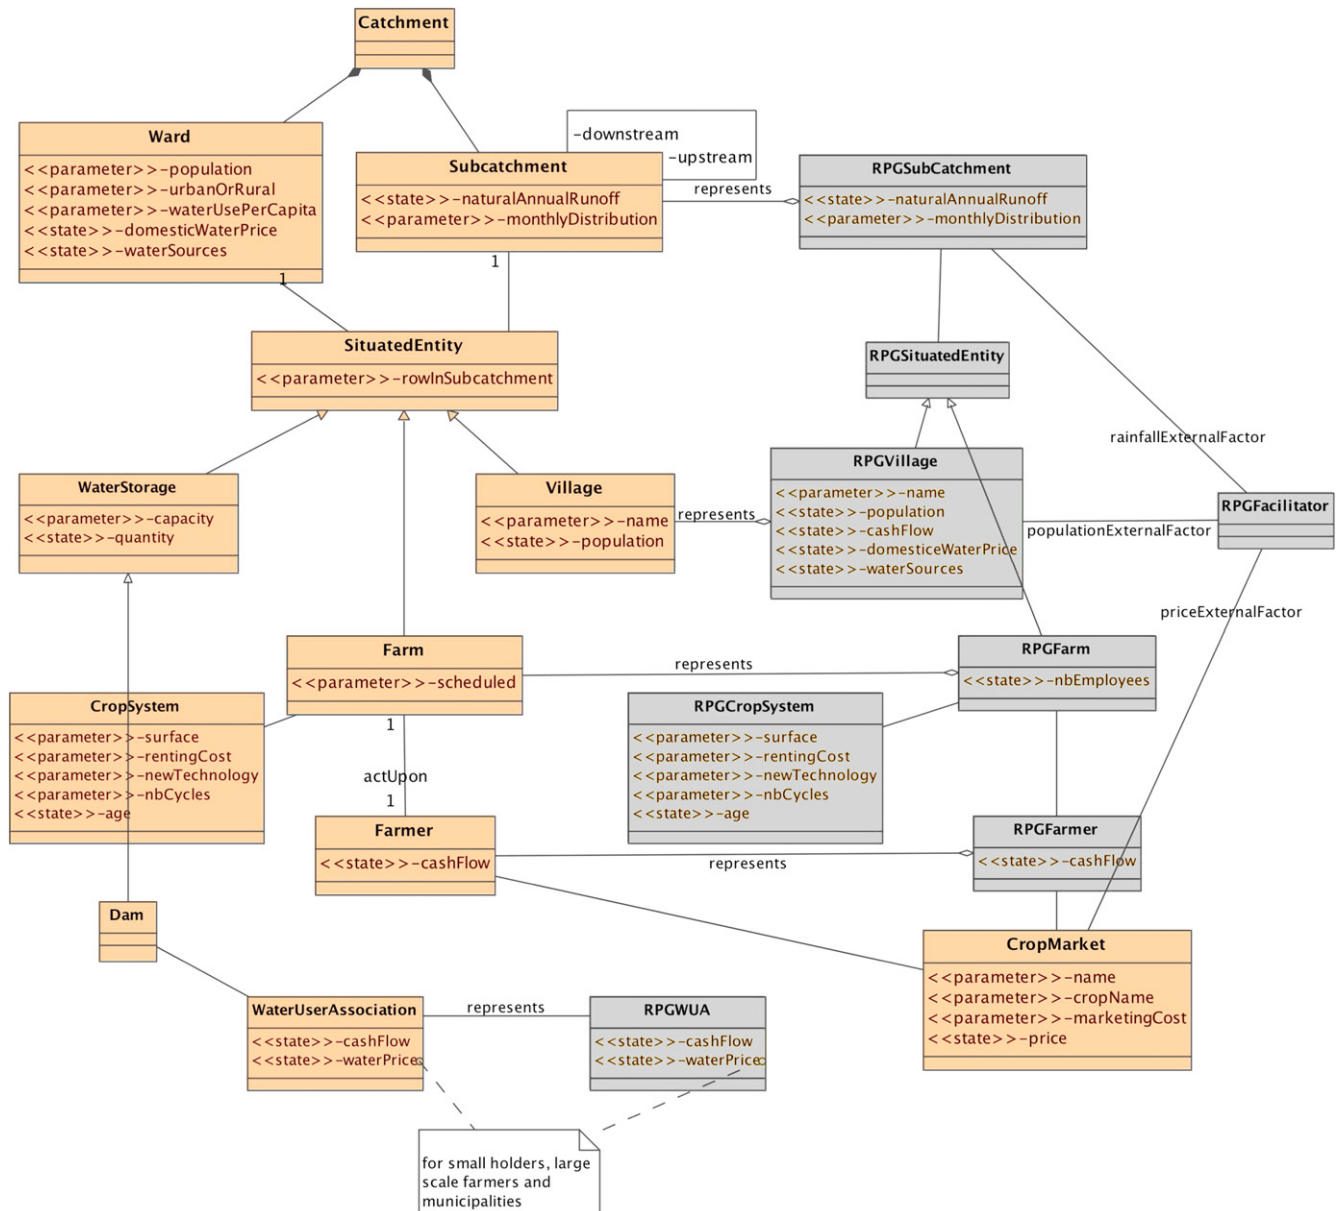 Catchment
Ward
<<parameter>>-population
<<parameter>>-urbanOrRural
<<parameter>>-waterUsePerCapita
<<state>>-domesticWaterPrice
<<state>>-waterSources
1
-downstream
-upstream
Subcatchment
<<state>>-naturalAnnualRunoff
<<parameter>>-monthlyDistribution
1
represents
RPGSubCatchment
<<state>>-naturalAnnualRunoff
<<parameter>>-monthlyDistribution
SituatedEntity
<<parameter>>-rowInSubcatchment
RPGSituatedEntity
rainfallExternalFactor
WaterStorage
<<parameter>>-capacity
<<state>>-quantity
Village
<<parameter>>-name
<<state>>-population
represents
RPGVillage
<<parameter>>-name
<<state>>-population
<<state>>-cashFlow
<<state>>-domesticeWaterPrice
<<state>>-waterSources
populationExternalFactor
RPGFacilitator
priceExternalFactor
Farm
<<parameter>>-scheduled
1
represents
RPGFarm
<<state>>-nbEmployees
CropSystem
<<parameter>>-surface
<<parameter>>-rentingCost
<<parameter>>-newTechnology
<<parameter>>-nbCycles
<<state>>-age
RPGCropSystem
<<parameter>>-surface
<<parameter>>-rentingCost
<<parameter>>-newTechnology
<<parameter>>-nbCycles
<<state>>-age
actUpon
1
Farmer
<<state>>-cashFlow
represents
RPGFarmer
<<state>>-cashFlow
Dam
CropMarket
<<parameter>>-name
<<parameter>>-cropName
<<parameter>>-marketingCost
<<state>>-price
WaterUserAssociation
<<state>>-cashFlow
<<state>>-waterPrice
represents
RPGWUA
<<state>>-cashFlow
<<state>>-waterPrice
for small holders, large
scale farmers and
municipalities